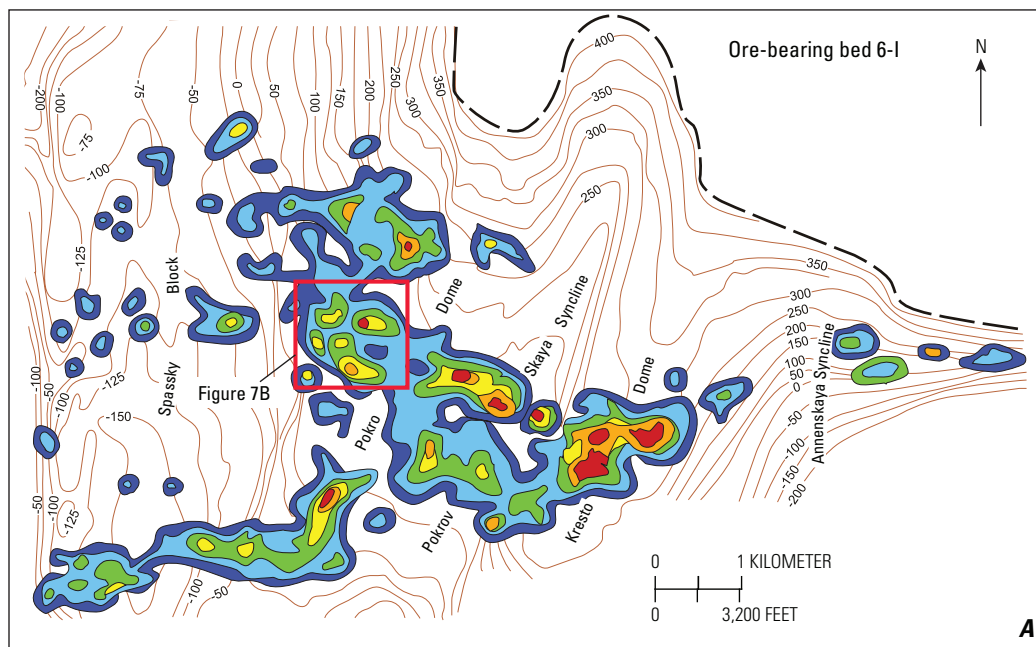 Ore-bearing bed 6-I
N
-200
-100
-75
-50
0
50
100
150
200
250
300
350
400
350
300
250
-75
-100
-125
350
300
250
200
150
100
50
0
-50
-100
-150
-200
-100
-50
-100
-125
-150
-50
-100
-125
-100
-50
Spassky
Block
Pokro
Dome
Pokrov
Skaya Syncline
Kresto
Dome
Annenskaya Syncline
Figure 7B
0
1 KILOMETER
0
3,200 FEET
A